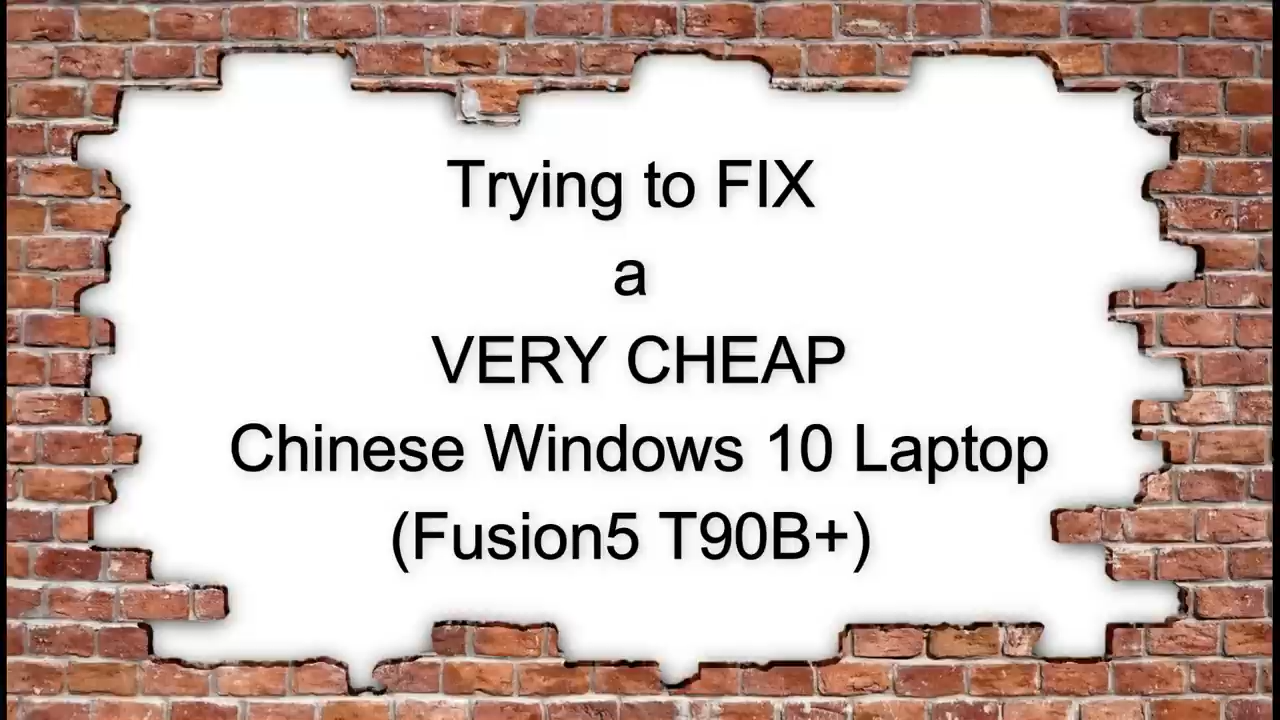 Trying to FIX
a
VERY CHEAP
Chinese Windows 10 Laptop
(Fusion5 T90B+)